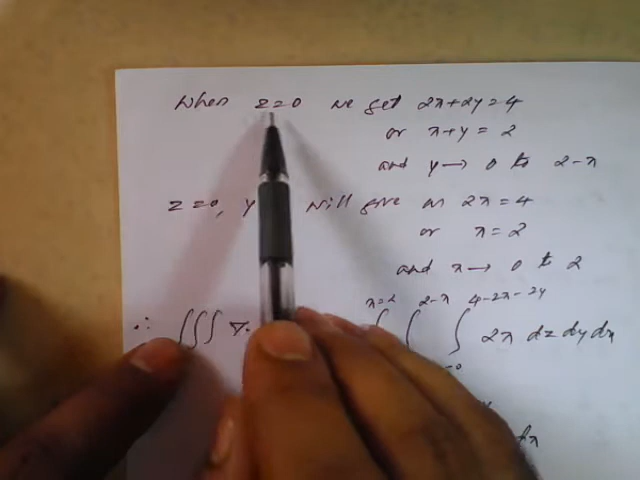 When z=0 we get 2x+2y=4
or x+y=2
and y→ 0 to 2-x
z=0, y will give us 2x=4
or x=2
and x→ 0 to 2
x=2 2-x 4-2x-2y
∴ ∫∫∫ ∇. ∫ ∫ ∫ 2x dz dy dx